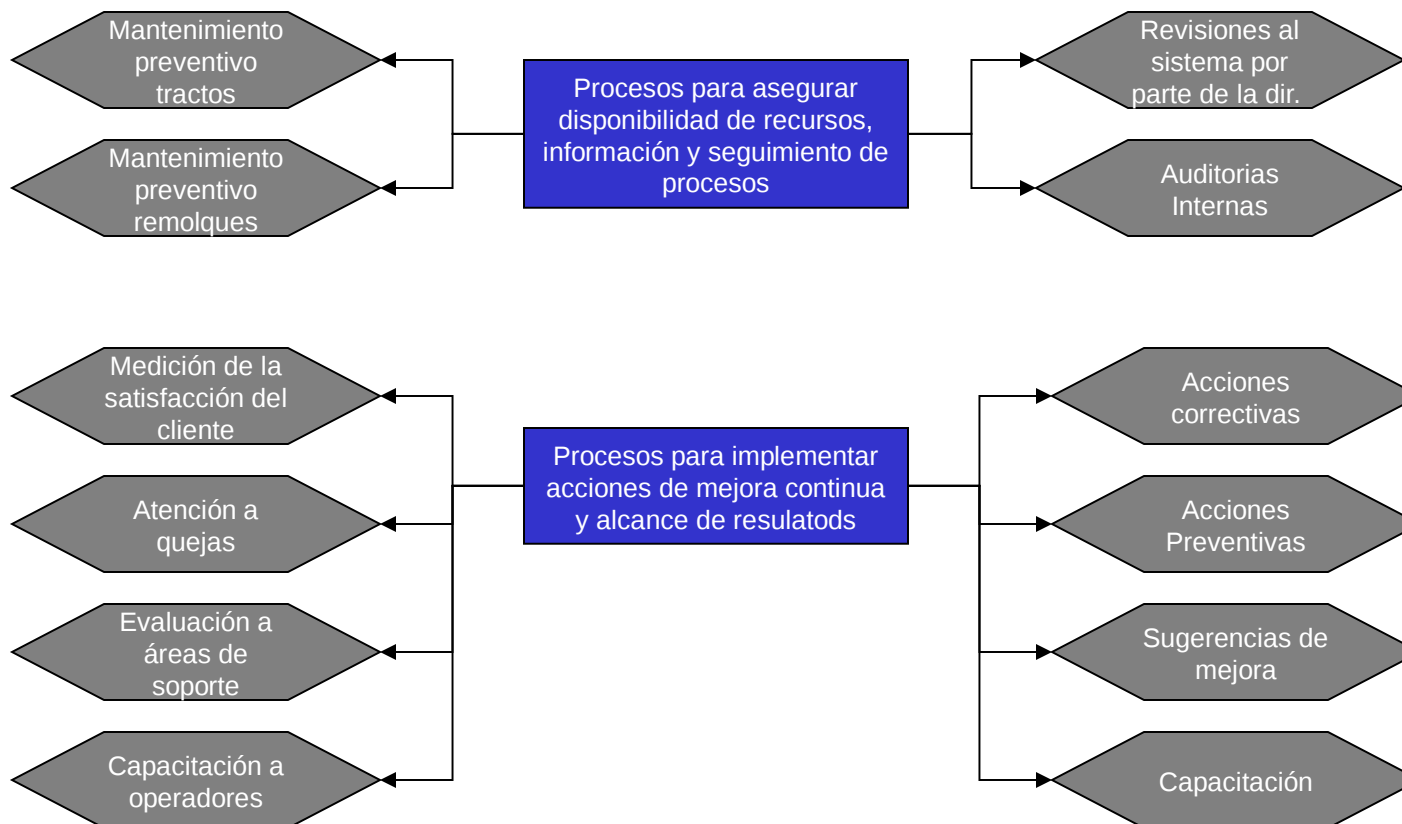 Mantenimiento
preventivo
tractos
Mantenimiento
preventivo
remolques
Procesos para asegurar
disponibilidad de recursos,
información y seguimiento de
procesos
Revisiones al
sistema por
parte de la dir.
Auditorias
Internas
Medición de la
satisfacción del
cliente
Atención a
quejas
Evaluación a
áreas de
soporte
Capacitación a
operadores
Procesos para implementar
acciones de mejora continua
y alcance de resulatods
Acciones
correctivas
Acciones
Preventivas
Sugerencias de
mejora
Capacitación